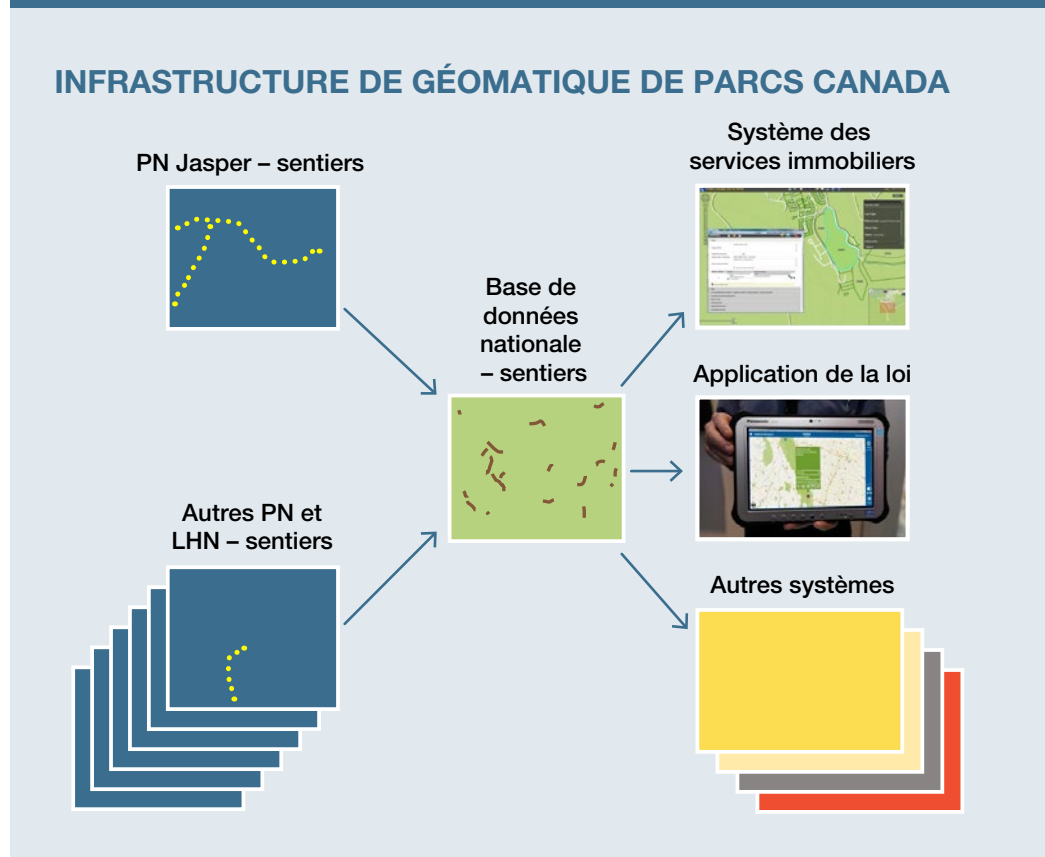 INFRASTRUCTURE DE GÉOMATIQUE DE PARCS CANADA
PN Jasper – sentiers
Autres PN et
LHN – sentiers
Base de
données
nationale
– sentiers
Système des
services immobiliers
Application de la loi
Panasonic
Autres systèmes